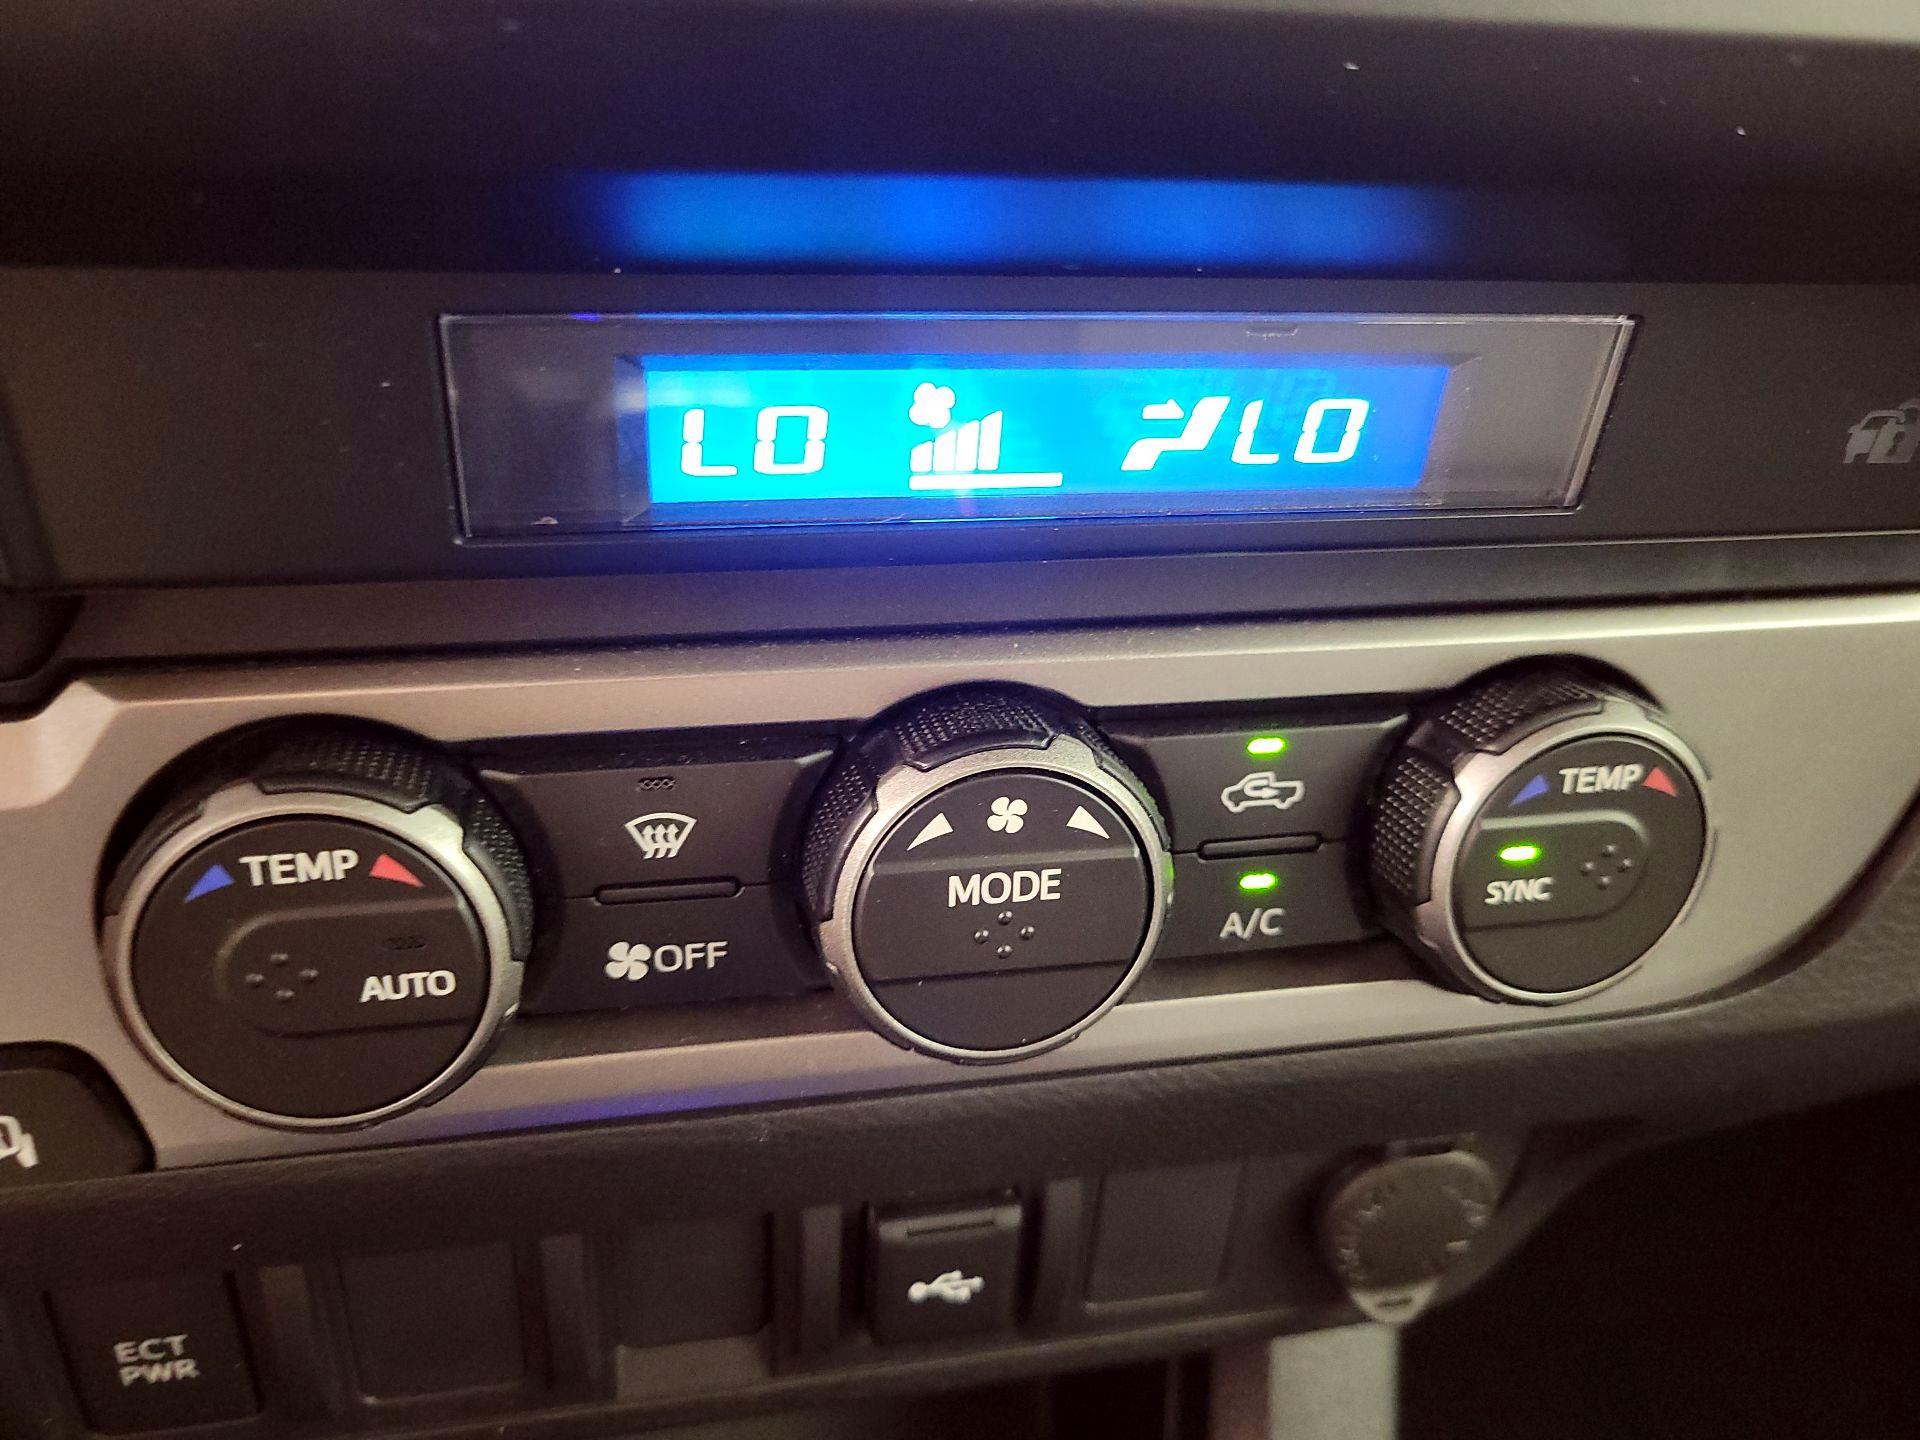 LO LO
TEMP
AUTO
OFF
MODE
A/C
TEMP
SYNC
ECT
PWR